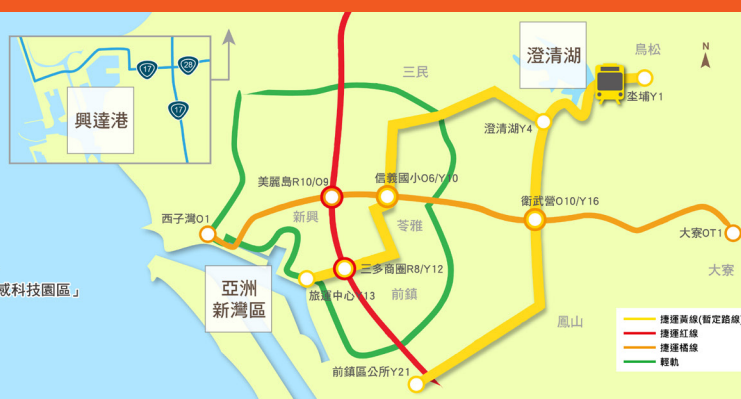 澄清湖
鳥松
N
三民
17
28
17
興達港
坔埔Y1
澄清湖Y4
美麗島R10/O9
信義國小O6/Y10
衛武營O10/Y16
西子灣O1
新興
苓雅
大寮OT1
三多商圈R8/Y12
大寮
亞洲
新灣區
旅運中心Y13
前鎮
感科技園區」
鳳山
捷運黃線(暫定路線)
捷運紅線
捷運橘線
輕軌
前鎮區公所Y21